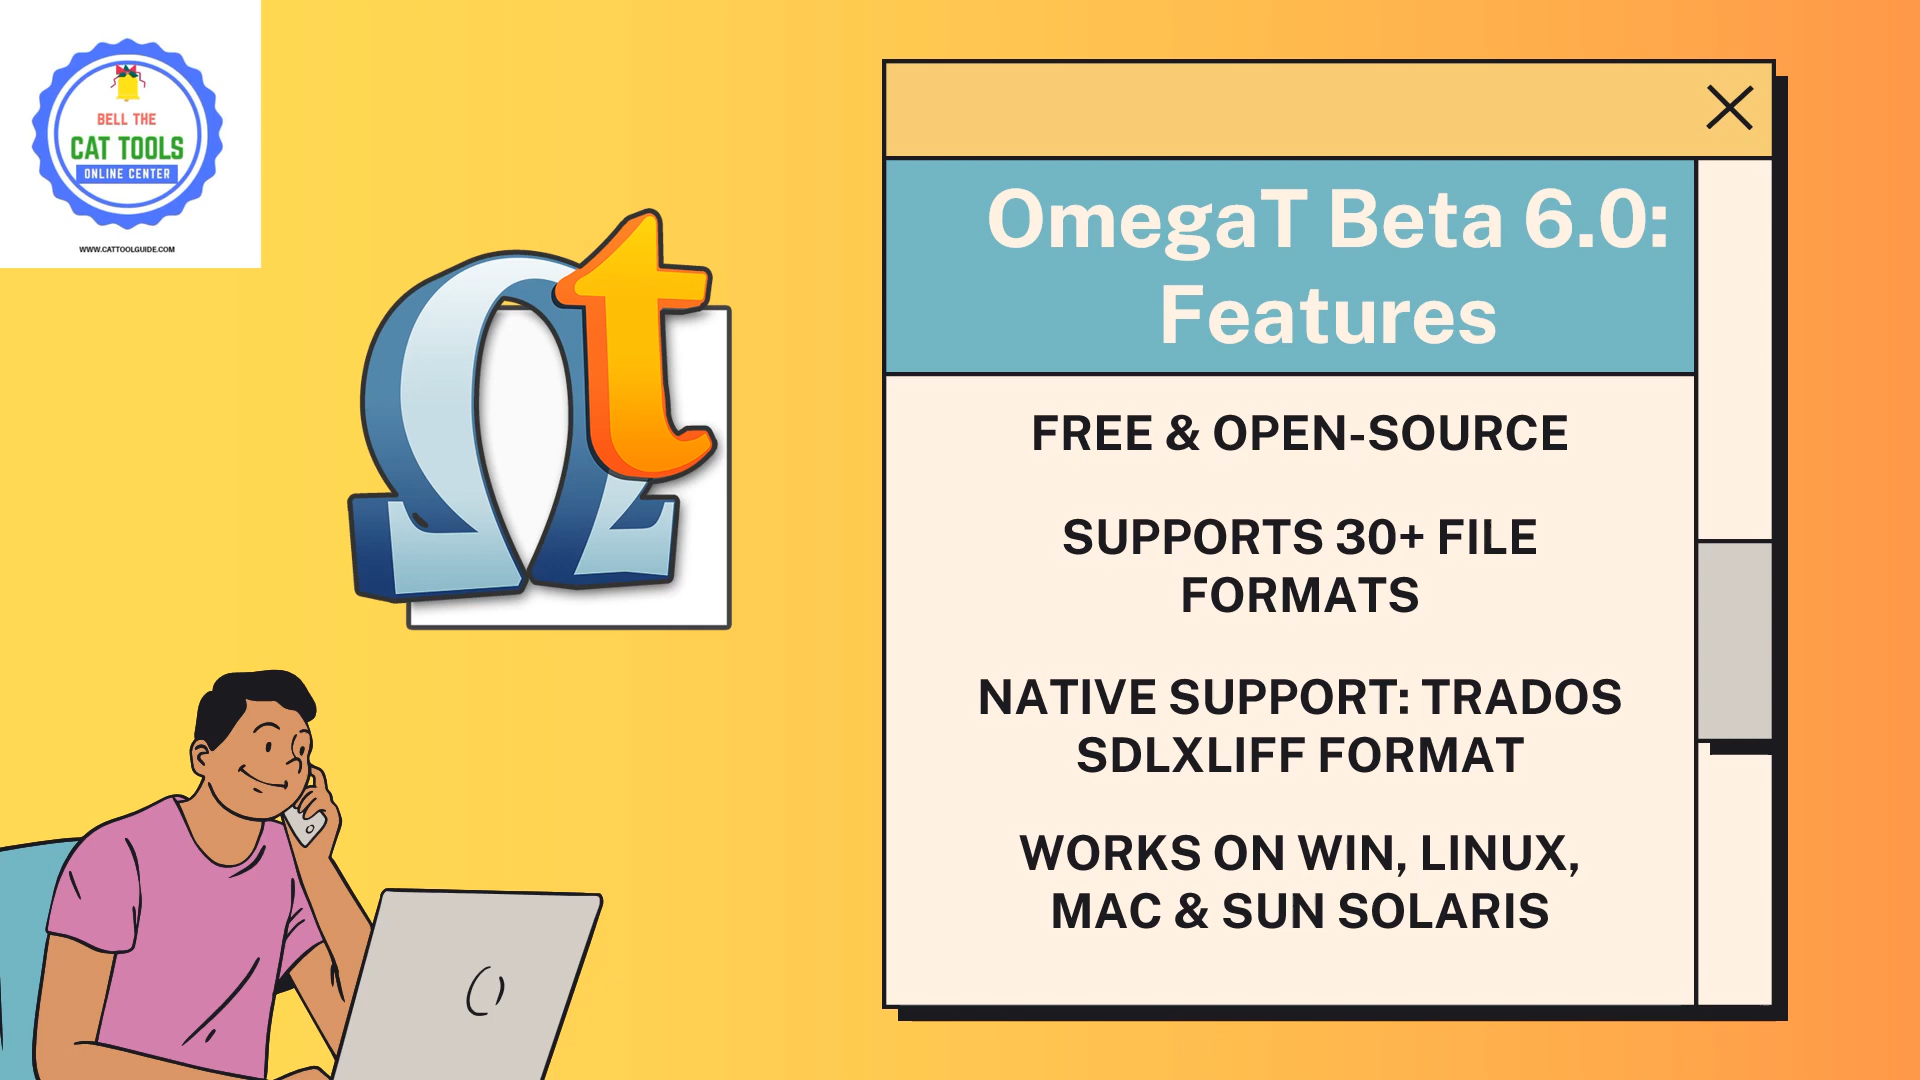 BELL THE
CAT TOOLS
ONLINE CENTER
WWW.CATTOOLGUIDE.COM
Ωt
OmegaT Beta 6.0:
Features
FREE & OPEN-SOURCE
SUPPORTS 30+ FILE
FORMATS
NATIVE SUPPORT: TRADOS
SDLXLIFF FORMAT
WORKS ON WIN, LINUX,
MAC & SUN SOLARIS